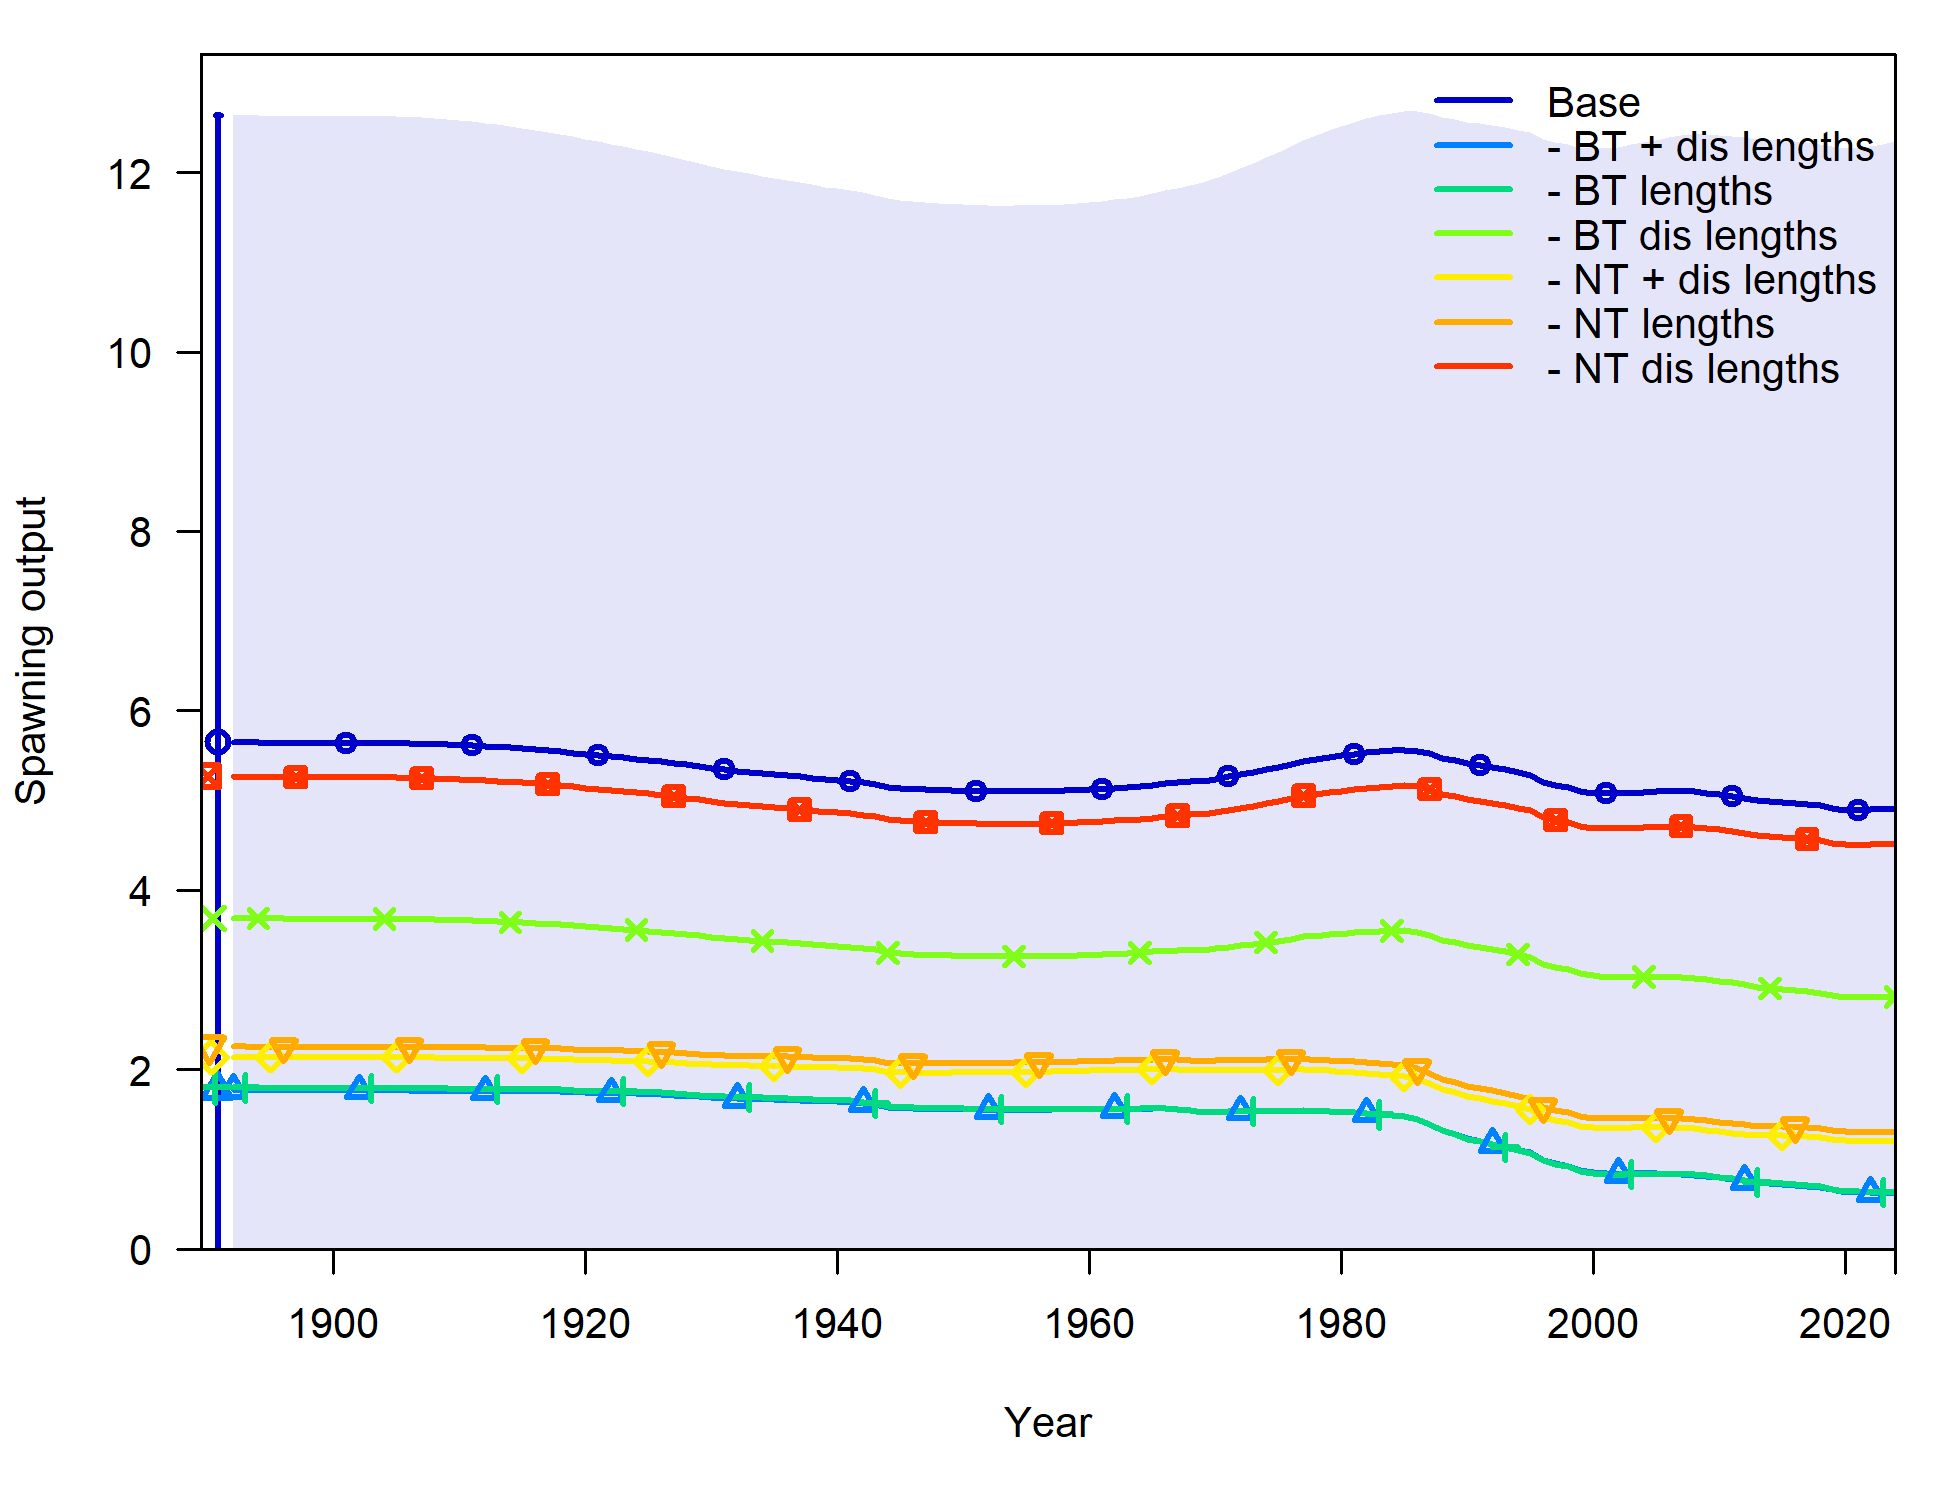 Base
- BT + dis lengths
- BT lengths
- BT dis lengths
- NT + dis lengths
- NT lengths
- NT dis lengths
12
10
8
6
4
2
0
Spawning output
1900 1920 1940 1960 1980 2000 2020
Year